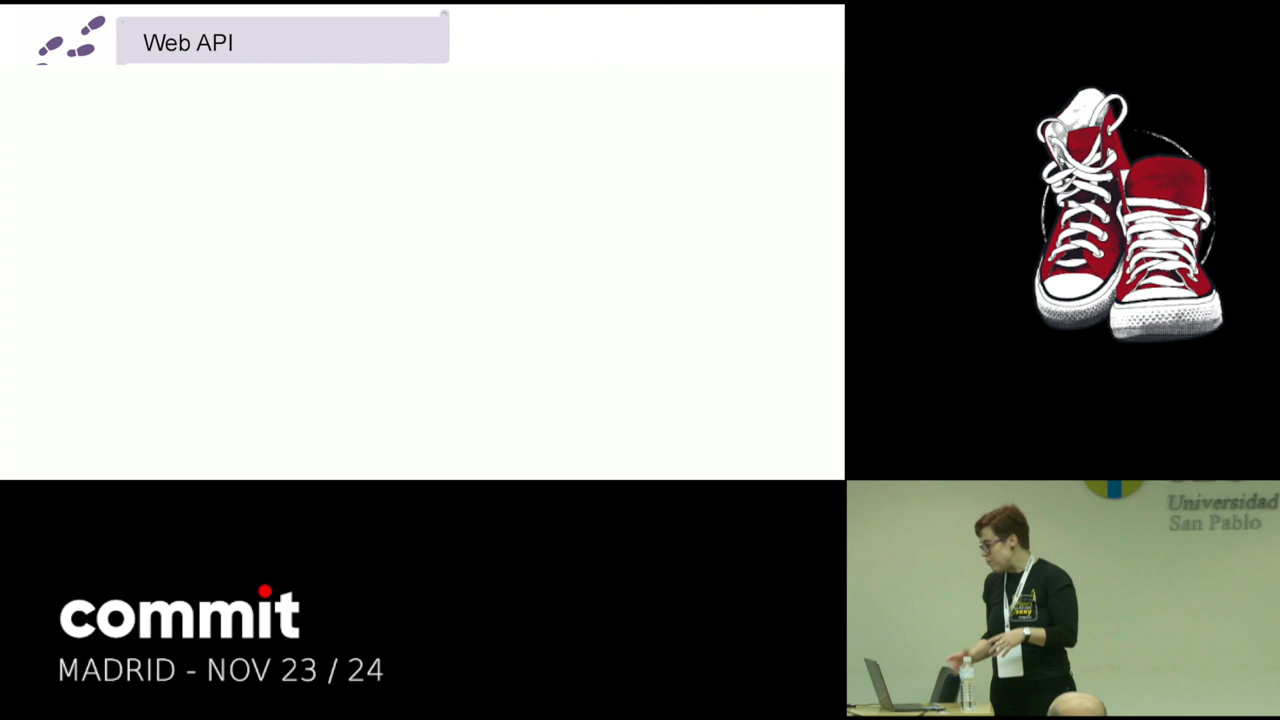 Web API
commit
MADRID - NOV 23 / 24
Universidad
San Pablo